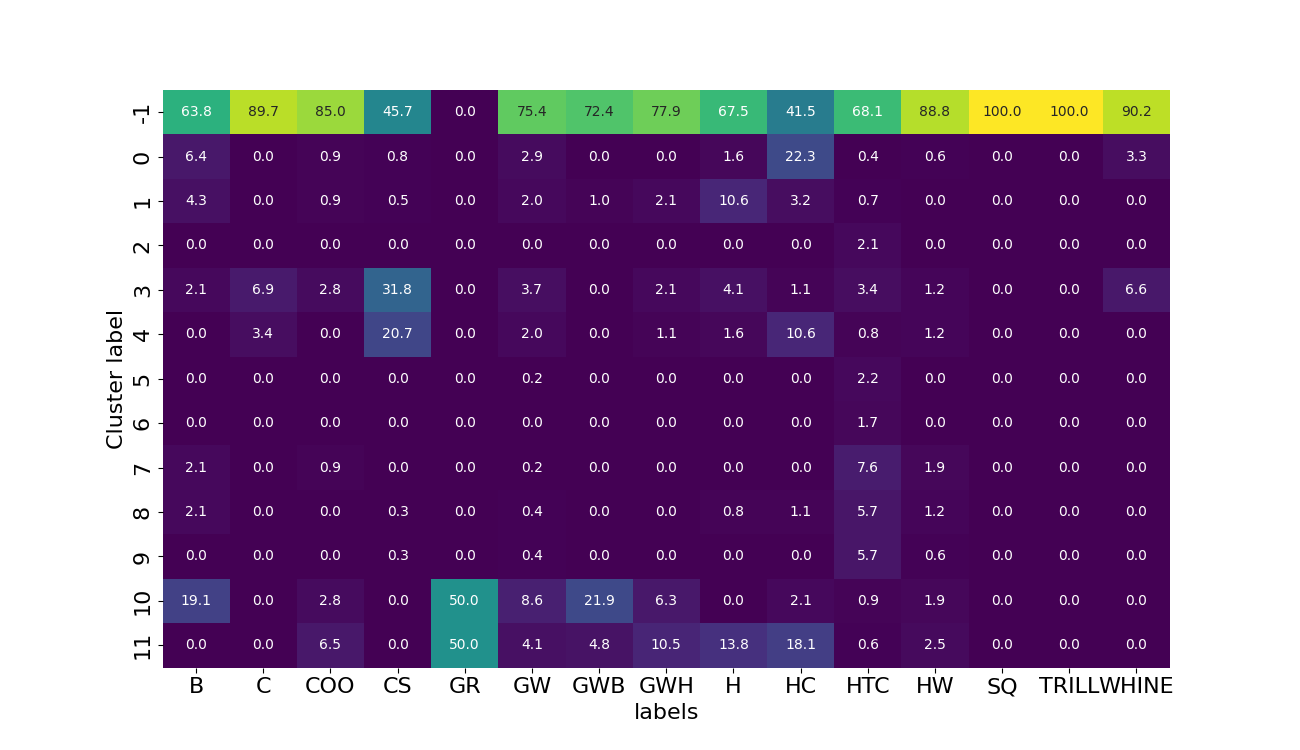 -1 63.8 89.7 85.0 45.7 0.0 75.4 72.4 77.9 67.5 41.5 68.1 88.8 100.0 100.0 90.2
0 6.4 0.0 0.9 0.8 0.0 2.9 0.0 0.0 1.6 22.3 0.4 0.6 0.0 0.0 3.3
1 4.3 0.0 0.9 0.5 0.0 2.0 1.0 2.1 10.6 3.2 0.7 0.0 0.0 0.0 0.0
2 0.0 0.0 0.0 0.0 0.0 0.0 0.0 0.0 0.0 0.0 2.1 0.0 0.0 0.0 0.0
3 2.1 6.9 2.8 31.8 0.0 3.7 0.0 2.1 4.1 1.1 3.4 1.2 0.0 0.0 6.6
4 0.0 3.4 0.0 20.7 0.0 2.0 0.0 1.1 1.6 10.6 0.8 1.2 0.0 0.0 0.0
5 0.0 0.0 0.0 0.0 0.0 0.2 0.0 0.0 0.0 0.0 2.2 0.0 0.0 0.0 0.0
6 0.0 0.0 0.0 0.0 0.0 0.0 0.0 0.0 0.0 0.0 1.7 0.0 0.0 0.0 0.0
7 2.1 0.0 0.9 0.0 0.0 0.2 0.0 0.0 0.0 0.0 7.6 1.9 0.0 0.0 0.0
8 2.1 0.0 0.0 0.3 0.0 0.4 0.0 0.0 0.8 1.1 5.7 1.2 0.0 0.0 0.0
9 0.0 0.0 0.0 0.3 0.0 0.4 0.0 0.0 0.0 0.0 5.7 0.6 0.0 0.0 0.0
10 19.1 0.0 2.8 0.0 50.0 8.6 21.9 6.3 0.0 2.1 0.9 1.9 0.0 0.0 0.0
11 0.0 0.0 6.5 0.0 50.0 4.1 4.8 10.5 13.8 18.1 0.6 2.5 0.0 0.0 0.0
Cluster label
B C COO CS GR GW GWB GWH H HC HTC HW SQ TRILL WHINE
labels